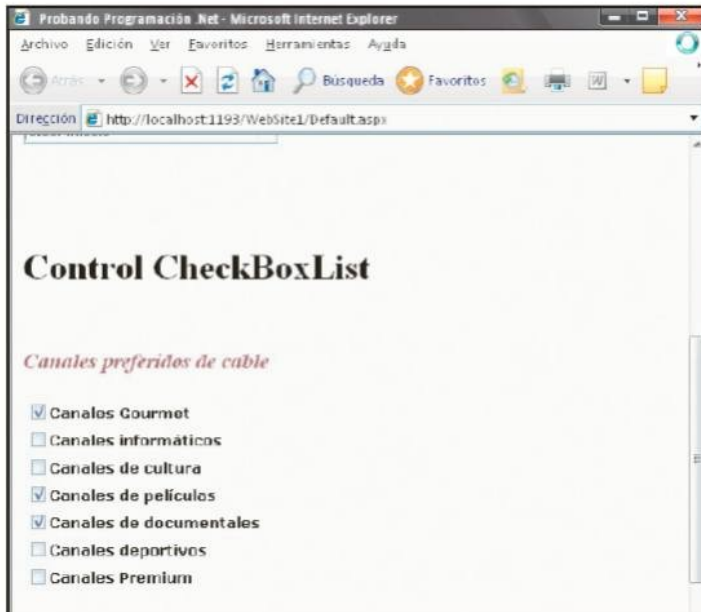 Probando Programación .Net - Microsoft Internet Explorer
Archivo Edición Ver Favoritos Herramientas Ayuda
Atrás Búsqueda Favoritos
Dirección http://localhost:1193/WebSite1/Default.aspx
Control CheckBoxList
Canales preferidos de cable
Canales Gourmet
Canales informáticos
Canales de cultura
Canales de películas
Canales de documentales
Canales deportivos
Canales Premium